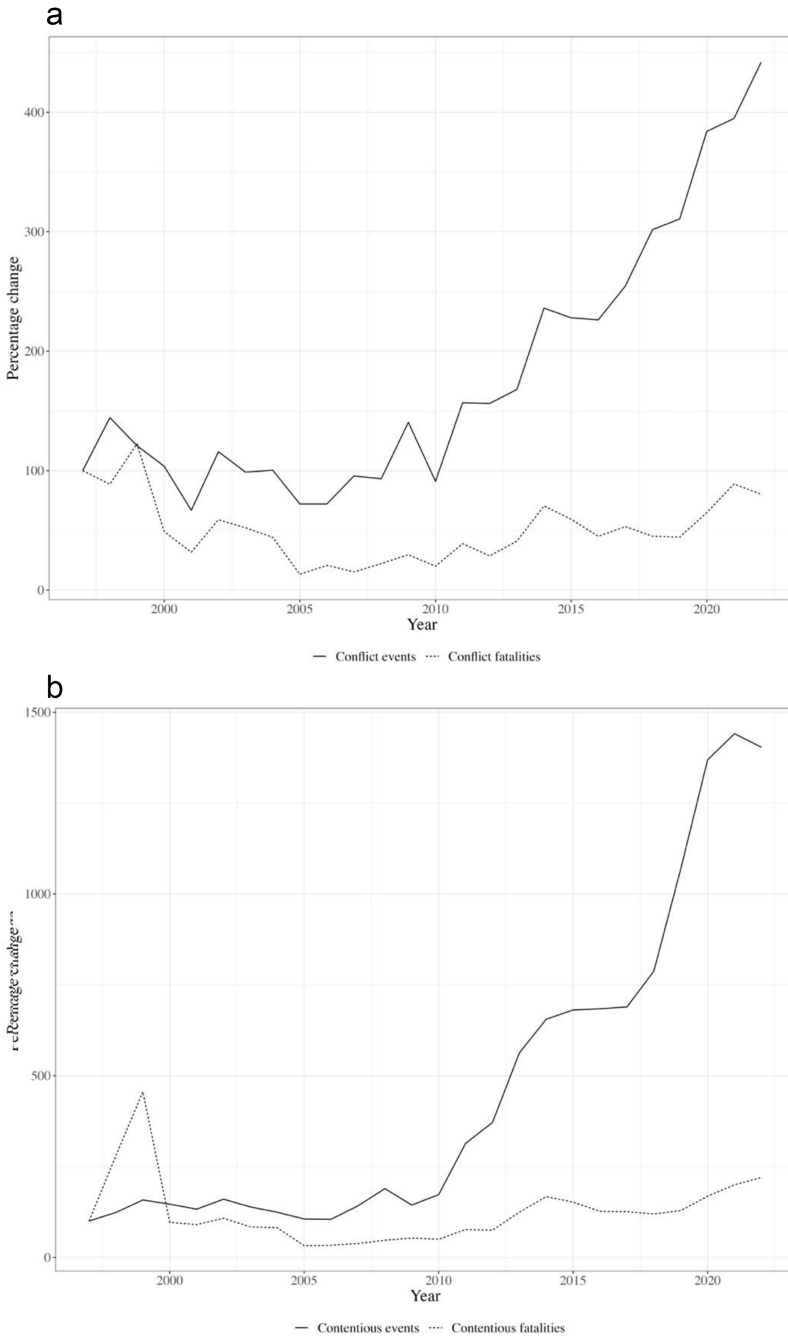 a
400
300
200
100
0
Percentage change
2000 2005 2010 2015 2020
Year
Conflict events Conflict fatalities
b
1500
1000
500
0
2000 2005 2010 2015 2020
Year
Contentious events Contentious fatalities